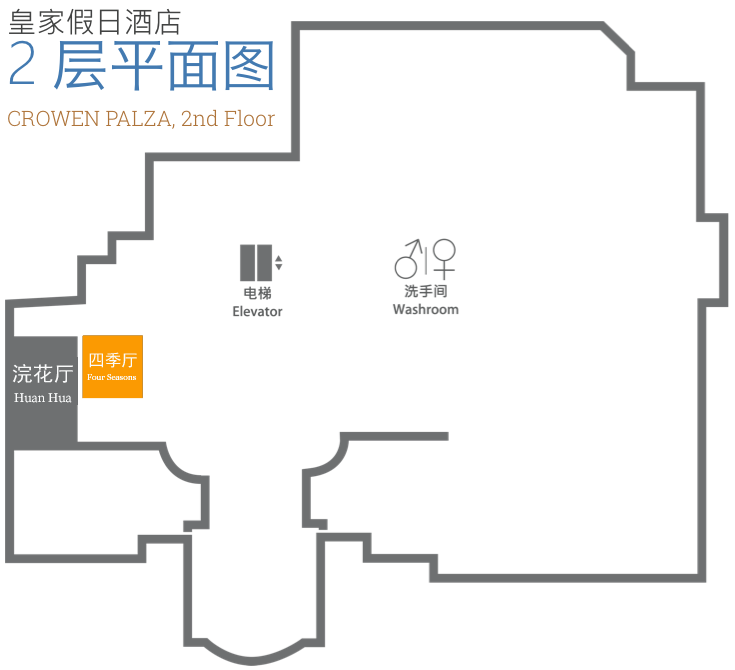 皇家假日酒店
2 层平面图
CROWEN PALZA, 2nd Floor
电梯
Elevator
洗手间
Washroom
浣花厅
Huan Hua
四季厅
Four Seasons